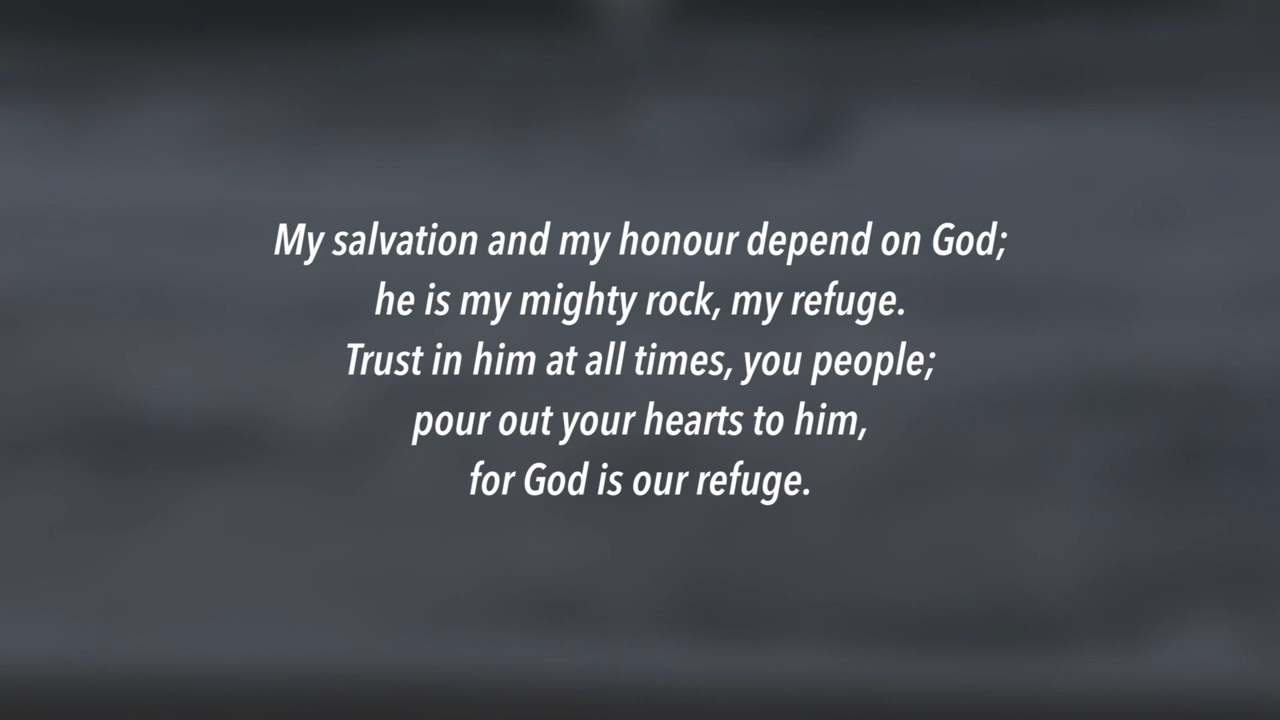 My salvation and my honour depend on God;
he is my mighty rock, my refuge.
Trust in him at all times, you people;
pour out your hearts to him,
for God is our refuge.